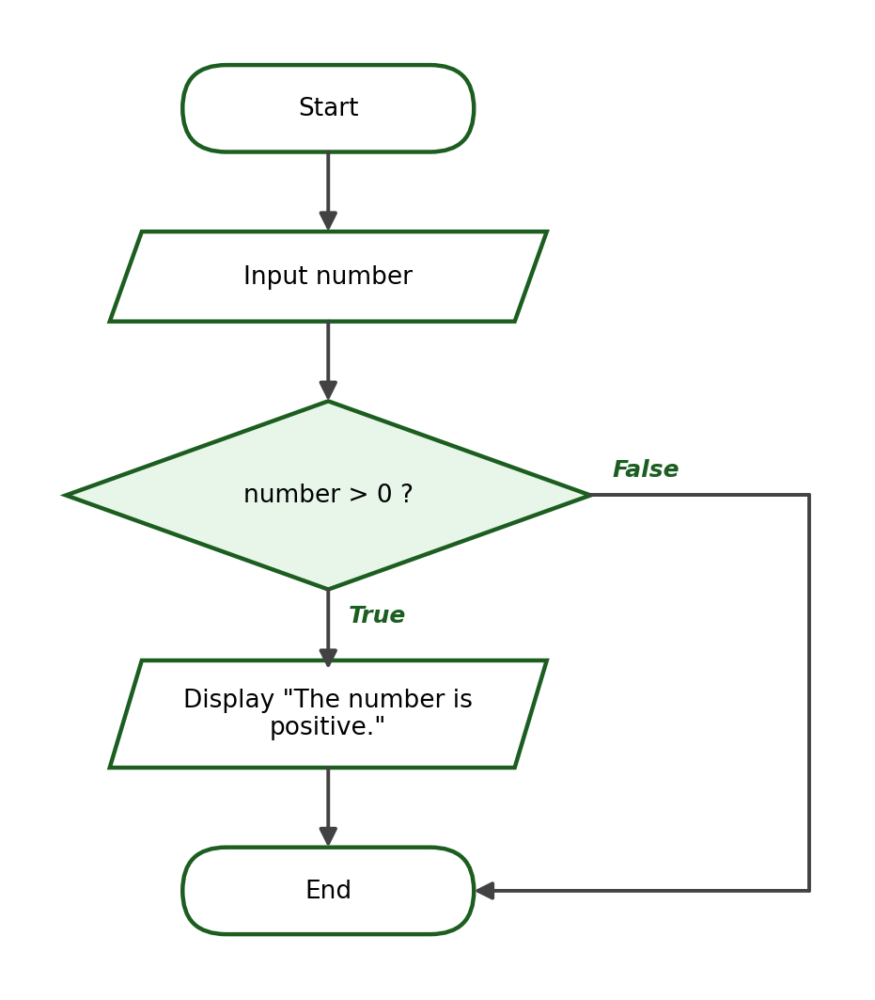 Start
Input number
number > 0 ?
False
True
Display "The number is
positive."
End